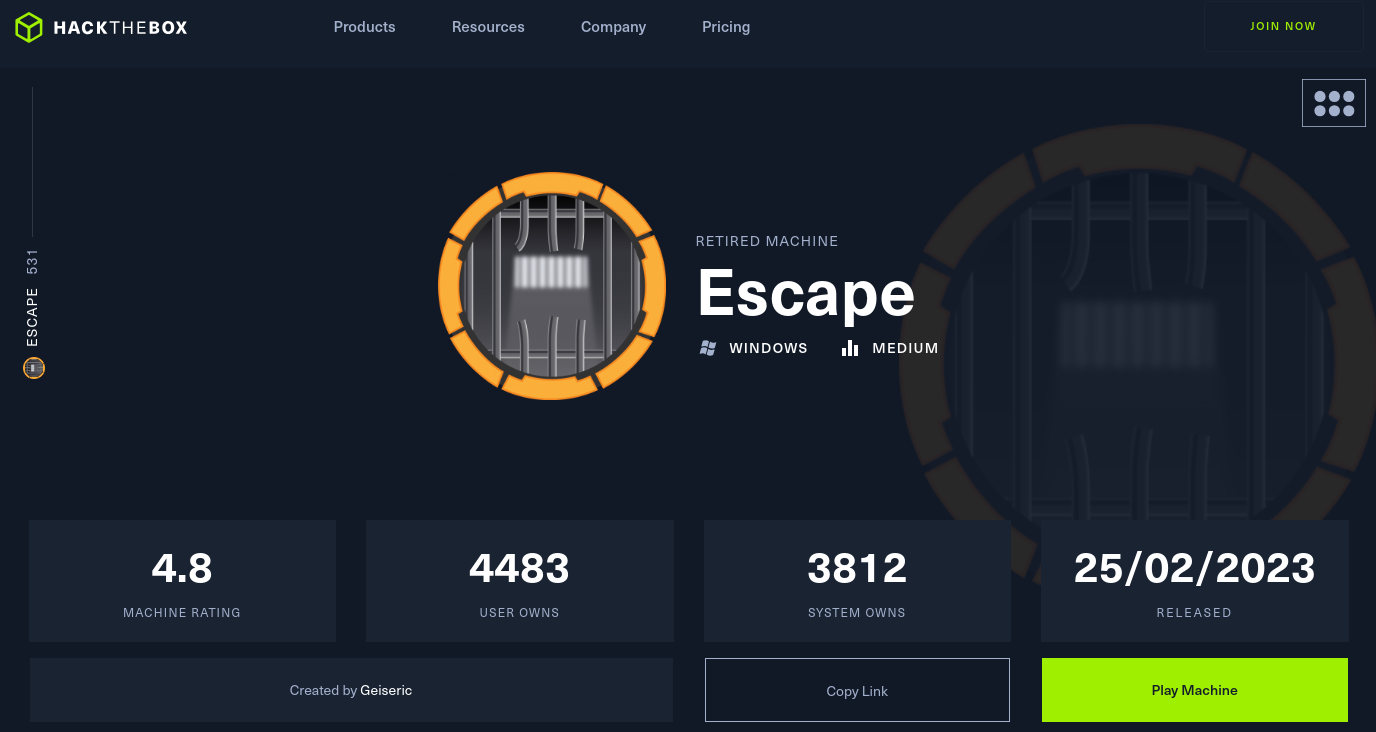 HACKTHEBOX
Products
Resources
Company
Pricing
JOIN NOW
ESCAPE 531
RETIRED MACHINE
Escape
WINDOWS
MEDIUM
4.8
MACHINE RATING
4483
USER OWNS
3812
SYSTEM OWNS
25/02/2023
RELEASED
Created by Geiseric
Copy Link
Play Machine